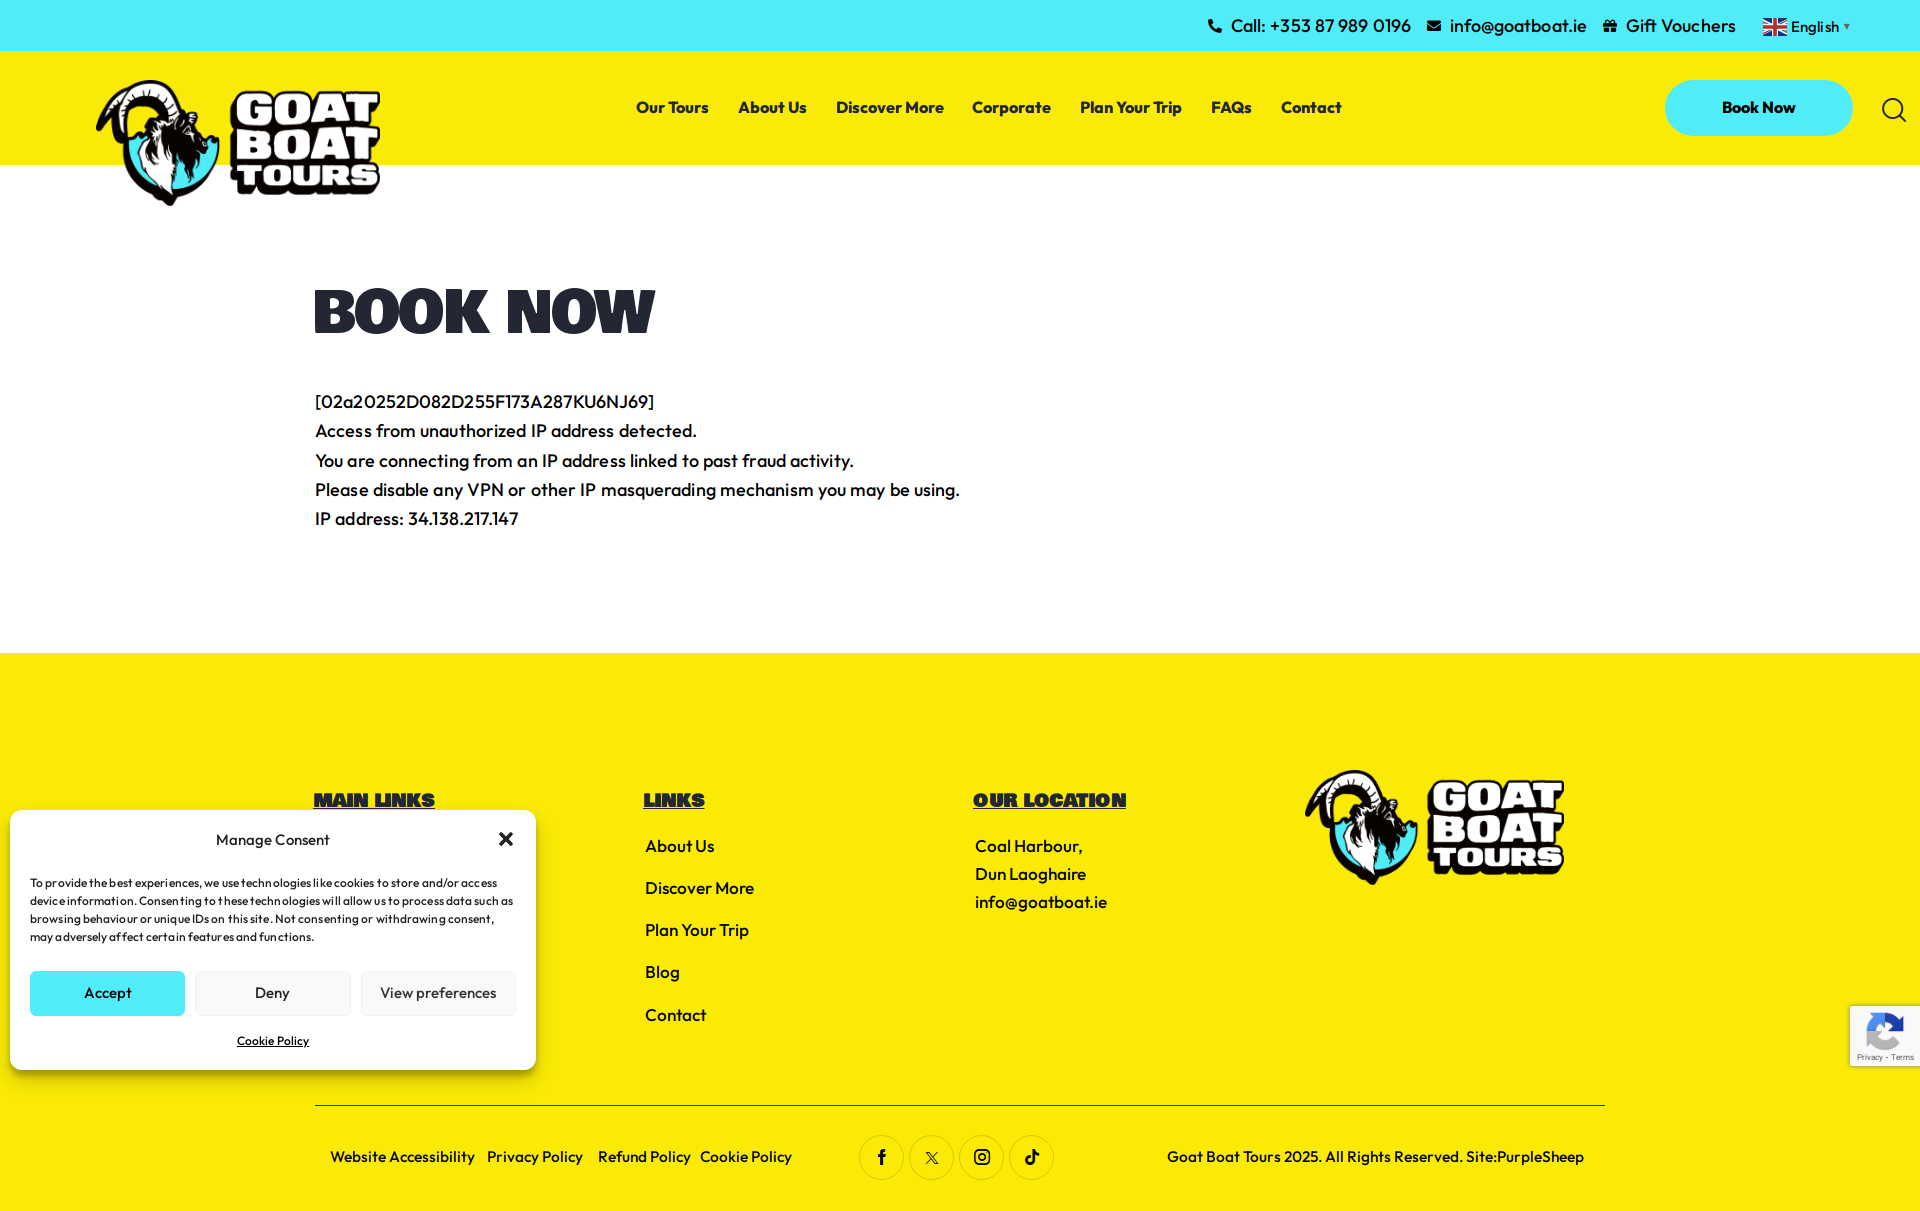 Call: +353 87 989 0196 info@goatboat.ie Gift Vouchers English ▼
GOAT
BOAT
TOURS
Our Tours About Us Discover More Corporate Plan Your Trip FAQs Contact
Book Now
BOOK NOW
[02a20252D082D255F173A287KU6NJ69]
Access from unauthorized IP address detected.
You are connecting from an IP address linked to past fraud activity.
Please disable any VPN or other IP masquerading mechanism you may be using.
IP address: 34.138.217.147
MAIN LINKS
Manage Consent
To provide the best experiences, we use technologies like cookies to store and/or access
device information. Consenting to these technologies will allow us to process data such as
browsing behaviour or unique IDs on this site. Not consenting or withdrawing consent,
may adversely affect certain features and functions.
Accept Deny View preferences
Cookie Policy
LINKS
About Us
Discover More
Plan Your Trip
Blog
Contact
OUR LOCATION
Coal Harbour,
Dun Laoghaire
info@goatboat.ie
GOAT
BOAT
TOURS
Privacy - Terms
Website Accessibility Privacy Policy Refund Policy Cookie Policy
Goat Boat Tours 2025. All Rights Reserved. Site:PurpleSheep